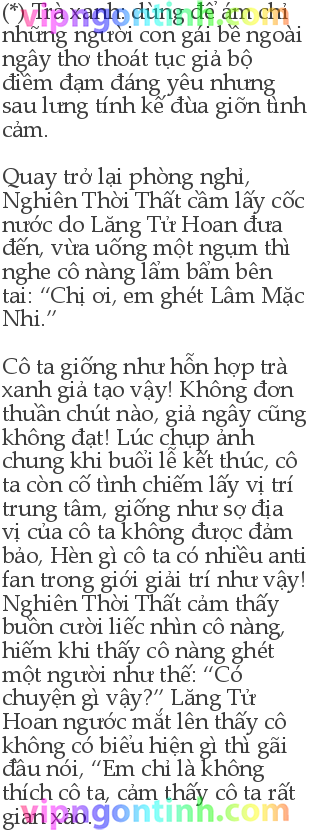 vipngontinh.com
(*) Trà xanh: dùng để ám chỉ
những người con gái bề ngoài
ngây thơ thoát tục giả bộ
điềm đạm đáng yêu nhưng
sau lưng tính kế đùa giỡn tình
cảm.
Quay trở lại phòng nghỉ,
Nghiên Thời Thất cầm lấy cốc
nước do Lăng Tử Hoan đưa
đến, vừa uống một ngụm thì
nghe cô nàng lẩm bẩm bên
tai: “Chị ơi, em ghét Lâm Mặc
Nhi.”
Cô ta giống như hỗn hợp trà
xanh giả tạo vậy! Không đơn
thuần chút nào, giả ngây cũng
không đạt! Lúc chụp ảnh
chung khi buổi lễ kết thúc, cô
ta còn cố tình chiếm lấy vị trí
trung tâm, giống như sợ địa
vị của cô ta không được đảm
bảo, Hèn gì cô ta có nhiều anti
fan trong giới giải trí như vậy!
Nghiên Thời Thất cảm thấy
buồn cười liếc nhìn cô nàng,
hiếm khi thấy cô nàng ghét
một người như thế: “Có
chuyện gì vậy?” Lăng Tử
Hoan ngước mắt lên thấy cô
không có biểu hiện gì thì gãi
đầu nói, “Em chỉ là không
thích cô ta, cảm thấy cô ta rất
gian xảo.
vipngontinh.com